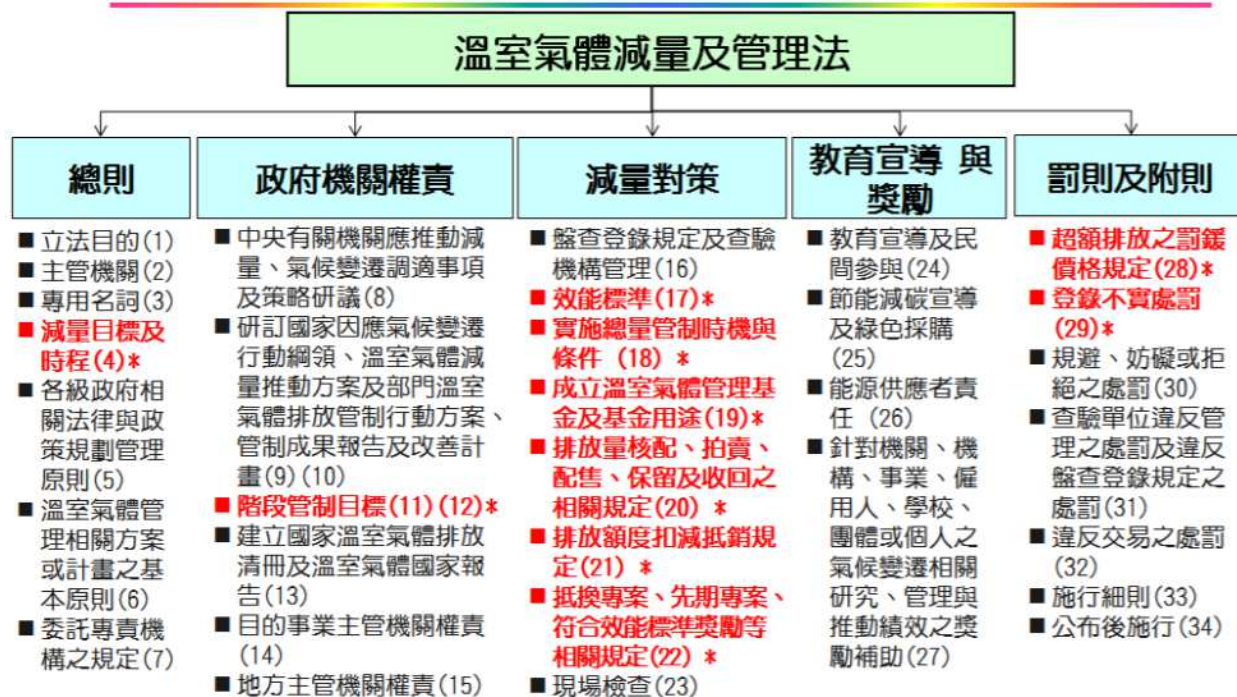 溫室氣體減量及管理法
總則
■ 立法目的(1)
■ 主管機關(2)
■ 專用名詞(3)
■ 減量目標及
時程(4)*
■ 各級政府相
關法律與政
策規劃管理
原則(5)
■ 溫室氣體管
理相關方案
或計畫之基
本原則(6)
■ 委託專責機
構之規定(7)
政府機關權責
■ 中央有關機關應推動減
量、氣候變遷調適事項
及策略研議(8)
■ 研訂國家因應氣候變遷
行動綱領、溫室氣體減
量推動方案及部門溫室
氣體排放管制行動方案、
管制成果報告及改善計
畫(9)(10)
■ 階段管制目標(11)(12)*
■ 建立國家溫室氣體排放
清冊及溫室氣體國家報
告(13)
■ 目的事業主管機關權責
(14)
■ 地方主管機關權責(15)
減量對策
■ 盤查登錄規定及查驗
機構管理(16)
■ 效能標準(17)*
■ 實施總量管制時機與
條件 (18) *
■ 成立溫室氣體管理基
金及基金用途(19)*
■ 排放量核配、拍賣、
配售、保留及收回之
相關規定(20) *
■ 排放額度扣減抵銷規
定(21) *
■ 抵換專案、先期專案、
符合效能標準獎勵等
相關規定(22) *
■ 現場檢查(23)
教育宣導 與
獎勵
■ 教育宣導及民
間參與(24)
■ 節能減碳宣導
及綠色採購
(25)
■ 能源供應者責
任 (26)
■ 針對機關、機
構、事業、僱
用人、學校、
團體或個人之
氣候變遷相關
研究、管理與
推動績效之獎
勵補助(27)
罰則及附則
■ 超額排放之罰鍰
價格規定(28)*
■ 登錄不實處罰
(29)*
■ 規避、妨礙或拒
絕之處罰(30)
■ 查驗單位違反管
理之處罰及違反
盤查登錄規定之
處罰(31)
■ 違反交易之處罰
(32)
■ 施行細則(33)
■ 公布後施行(34)